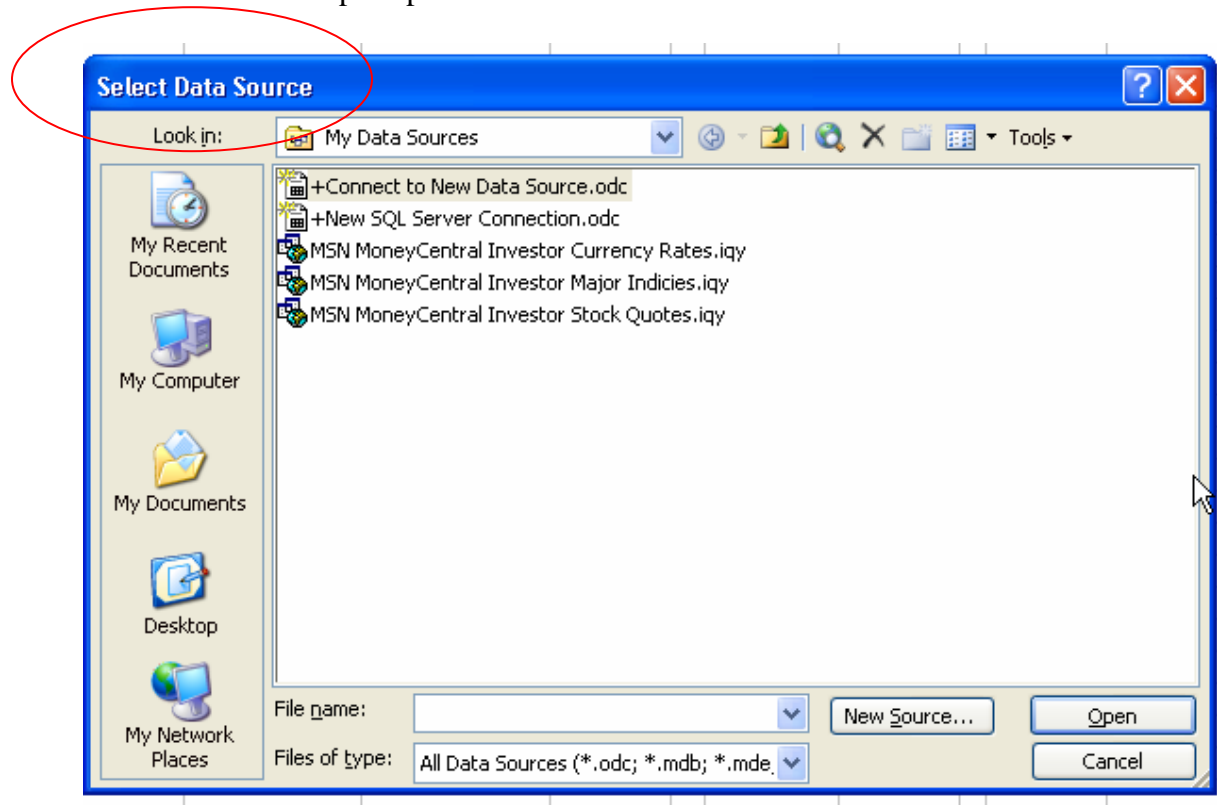 Select Data Source
Look in:
My Data Sources
Tools
+Connect to New Data Source.odc
+New SQL Server Connection.odc
MSN MoneyCentral Investor Currency Rates.iqy
MSN MoneyCentral Investor Major Indicies.iqy
MSN MoneyCentral Investor Stock Quotes.iqy
My Recent
Documents
My Computer
My Documents
Desktop
My Network
Places
File name:
New Source...
Open
Files of type:
All Data Sources (*.odc; *.mdb; *.mde;
Cancel